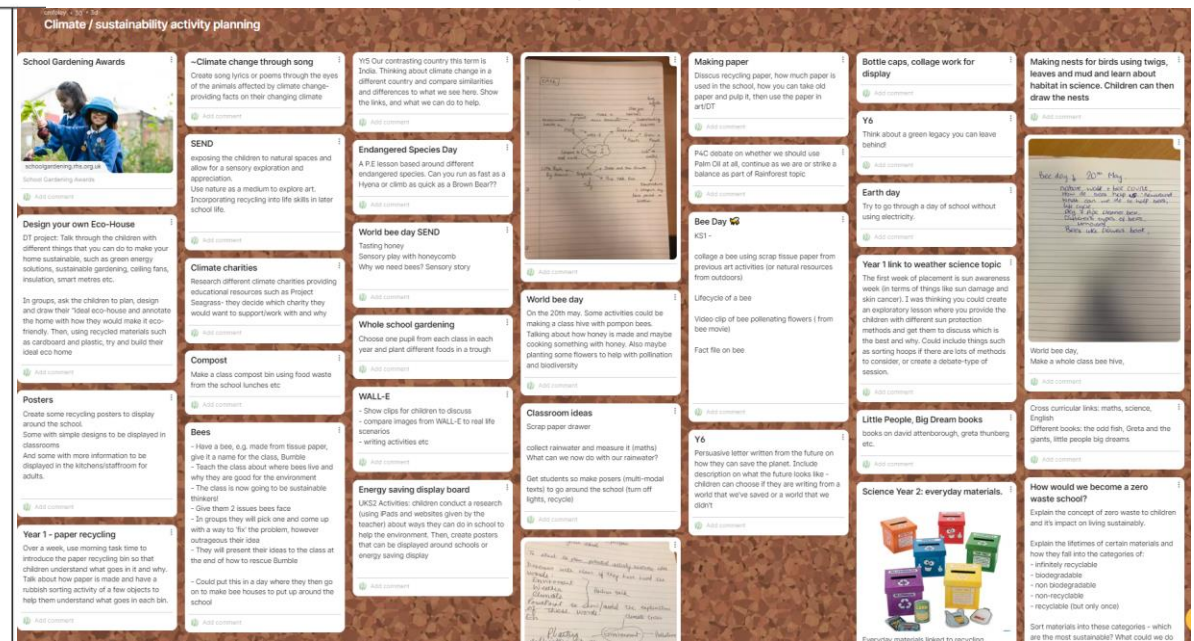 Climate / sustainability activity planning
School Gardening Awards
schoolgardening.rhs.org.uk
School Gardening Awards
Add comment
Design your own Eco-House
DT project: Talk through the children with
different things that you can do to make your
home sustainable, such as green energy
solutions, sustainable gardening, ceiling fans,
insulation, smart metres etc.
In groups, ask the children to plan, design
and draw their "ideal eco-house and annotate
the home with how they would make it eco-
friendly. Then, using recycled materials such
as cardboard and plastic, try and build their
ideal eco home
Add comment
Posters
Create some recycling posters to display
around the school.
Some with simple designs to be displayed in
classrooms
And some with more information to be
displayed in the kitchens/staffroom for
adults.
Add comment
Year 1 - paper recycling
Over a week, use morning task time to
introduce the paper recycling bin so that
children understand what goes in it and why.
Talk about how paper is made and have a
rubbish sorting activity of a few objects to
help them understand what goes in each bin.
~Climate change through song
Create song lyrics or poems through the eyes
of the animals affected by climate change-
providing facts on their changing climate
Add comment
SEND
exposing the children to natural spaces and
allow for a sensory exploration and
appreciation.
Use nature as a medium to explore art.
Incorporating recycling into life skills in later
school life.
Add comment
Climate charities
Research different climate charities providing
educational resources such as Project
Seagrass- they decide which charity they
would want to support/work with and why
Add comment
Compost
Make a class compost bin using food waste
from the school lunches etc
Add comment
Bees
- Have a bee, e.g. made from tissue paper,
give it a name for the class, Bumble
- Teach the class about where bees live and
why they are good for the environment
- The class is now going to be sustainable
thinkers!
- Give them 2 issues bees face
- In groups they will pick one and come up
with a way to 'fix' the problem, however
outrageous their idea
- They will present their ideas to the class at
the end of how to rescue Bumble
- Could put this in a day where they then go
on to make bee houses to put up around the
school
Yr5 Our contrasting country this term is
India. Thinking about climate change in a
different country and compare similarities
and differences to what we see here. Show
the links, and what we can do to help.
Add comment
Endangered Species Day
A P.E lesson based around different
endangered species. Can you run as fast as a
Hyena or climb as quick as a Brown Bear??
Add comment
World bee day SEND
Tasting honey
Sensory play with honeycomb
Why we need bees? Sensory story
Add comment
Whole school gardening
Choose one pupil from each class in each
year and plant different foods in a trough
Add comment
WALL-E
- Show clips for children to discuss
- compare images from WALL-E to real life
scenarios
- writing activities etc
Add comment
Energy saving display board
UKS2 Activities: children conduct a research
(using iPads and websites given by the
teacher) about ways they can do in school to
help the environment. Then, create posters
that can be displayed around schools or
energy saving display
Add comment
Add comment
World bee day
On the 20th may. Some activities could be
making a class hive with pompon bees.
Talking about how honey is made and maybe
cooking something with honey. Also maybe
planting some flowers to help with pollination
and biodiversity
Add comment
Classroom ideas
Scrap paper drawer
collect rainwater and measure it (maths)
What can we now do with our rainwater?
Get students so make posers (multi-modal
texts) to go around the school (turn off
lights, recycle)
Add comment
Making paper
Disscus recycling paper, how much paper is
used in the school, how you can take old
paper and pulp it, then use the paper in
art/DT
Add comment
P4C debate on whether we should use
Palm Oil at all, continue as we are or strike a
balance as part of Rainforest topic
Add comment
Bee Day
KS1 -
collage a bee using scrap tissue paper from
previous art activities (or natural resources
from outdoors)
Lifecycle of a bee
Video clip of bee pollenating flowers ( from
bee movie)
Fact file on bee
Add comment
Y6
Persuasive letter written from the future on
how they can save the planet. Include
description on what the future looks like –
children can choose if they are writing from a
world that we've saved or a world that we
didn't
Add comment
Bottle caps, collage work for
display
Add comment
Y6
Think about a green legacy you can leave
behind!
Add comment
Earth day
Try to go through a day of school without
using electricity.
Add comment
Year 1 link to weather science topic
The first week of placement is sun awareness
week (in terms of things like sun damage and
skin cancer). I was thinking you could create
an exploratory lesson where you provide the
children with different sun protection
methods and get them to discuss which is
the best and why. Could include things such
as sorting hoops if there are lots of methods
to consider, or create a debate-type of
session.
Add comment
Little People, Big Dream books
books on david attenborough, greta thunberg
etc.
Add comment
Science Year 2: everyday materials.
Everyday materials linked to recycling
Making nests for birds using twigs,
leaves and mud and learn about
habitat in science. Children can then
draw the nests
Add comment
Bee day 20th May
World bee day,
Make a whole class bee hive,
Add comment
Cross curricular links: maths, science,
English
Different books: the odd fish, Greta and the
giants, little people big dreams
Add comment
How would we become a zero
waste school?
Explain the concept of zero waste to children
and it's impact on living sustainably.
Explain the lifetimes of certain materials and
how they fall into the categories of:
- infinitely recyclable
- biodegradable
- non biodegradable
- non-recyclable
- recyclable (but only once)
Sort materials into these categories – which
are the most sustainable? What could we do